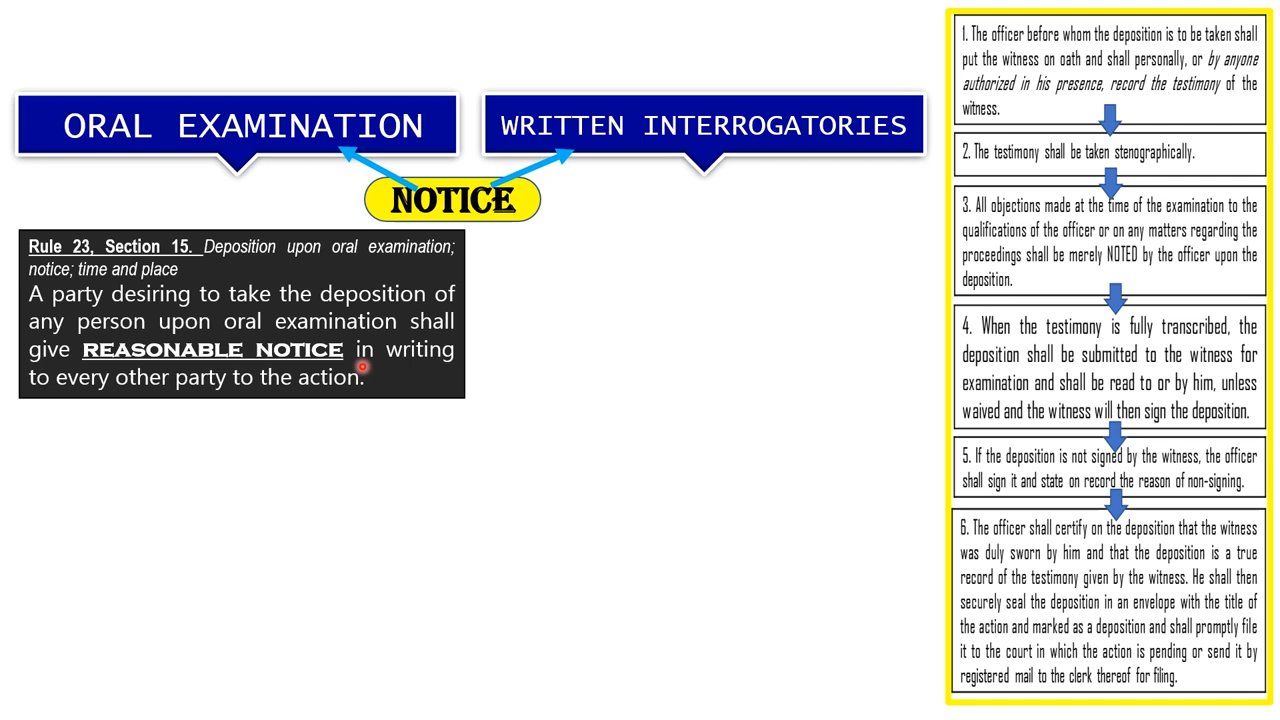 ORAL EXAMINATION
WRITTEN INTERROGATORIES
NOTICE
Rule 23, Section 15. Deposition upon oral examination;
notice; time and place
A party desiring to take the deposition of
any person upon oral examination shall
give REASONABLE NOTICE in writing
to every other party to the action.
1. The officer before whom the deposition is to be taken shall
put the witness on oath and shall personally, or by anyone
authorized in his presence, record the testimony of the
witness.
2. The testimony shall be taken stenographically.
3. All objections made at the time of the examination to the
qualifications of the officer or on any matters regarding the
proceedings shall be merely NOTED by the officer upon the
deposition.
4. When the testimony is fully transcribed, the
deposition shall be submitted to the witness for
examination and shall be read to or by him, unless
waived and the witness will then sign the deposition.
5. If the deposition is not signed by the witness, the officer
shall sign it and state on record the reason of non-signing.
6. The officer shall certify on the deposition that the witness
was duly sworn by him and that the deposition is a true
record of the testimony given by the witness. He shall then
securely seal the deposition in an envelope with the title of
the action and marked as a deposition and shall promptly file
it to the court in which the action is pending or send it by
registered mail to the clerk thereof for filing.